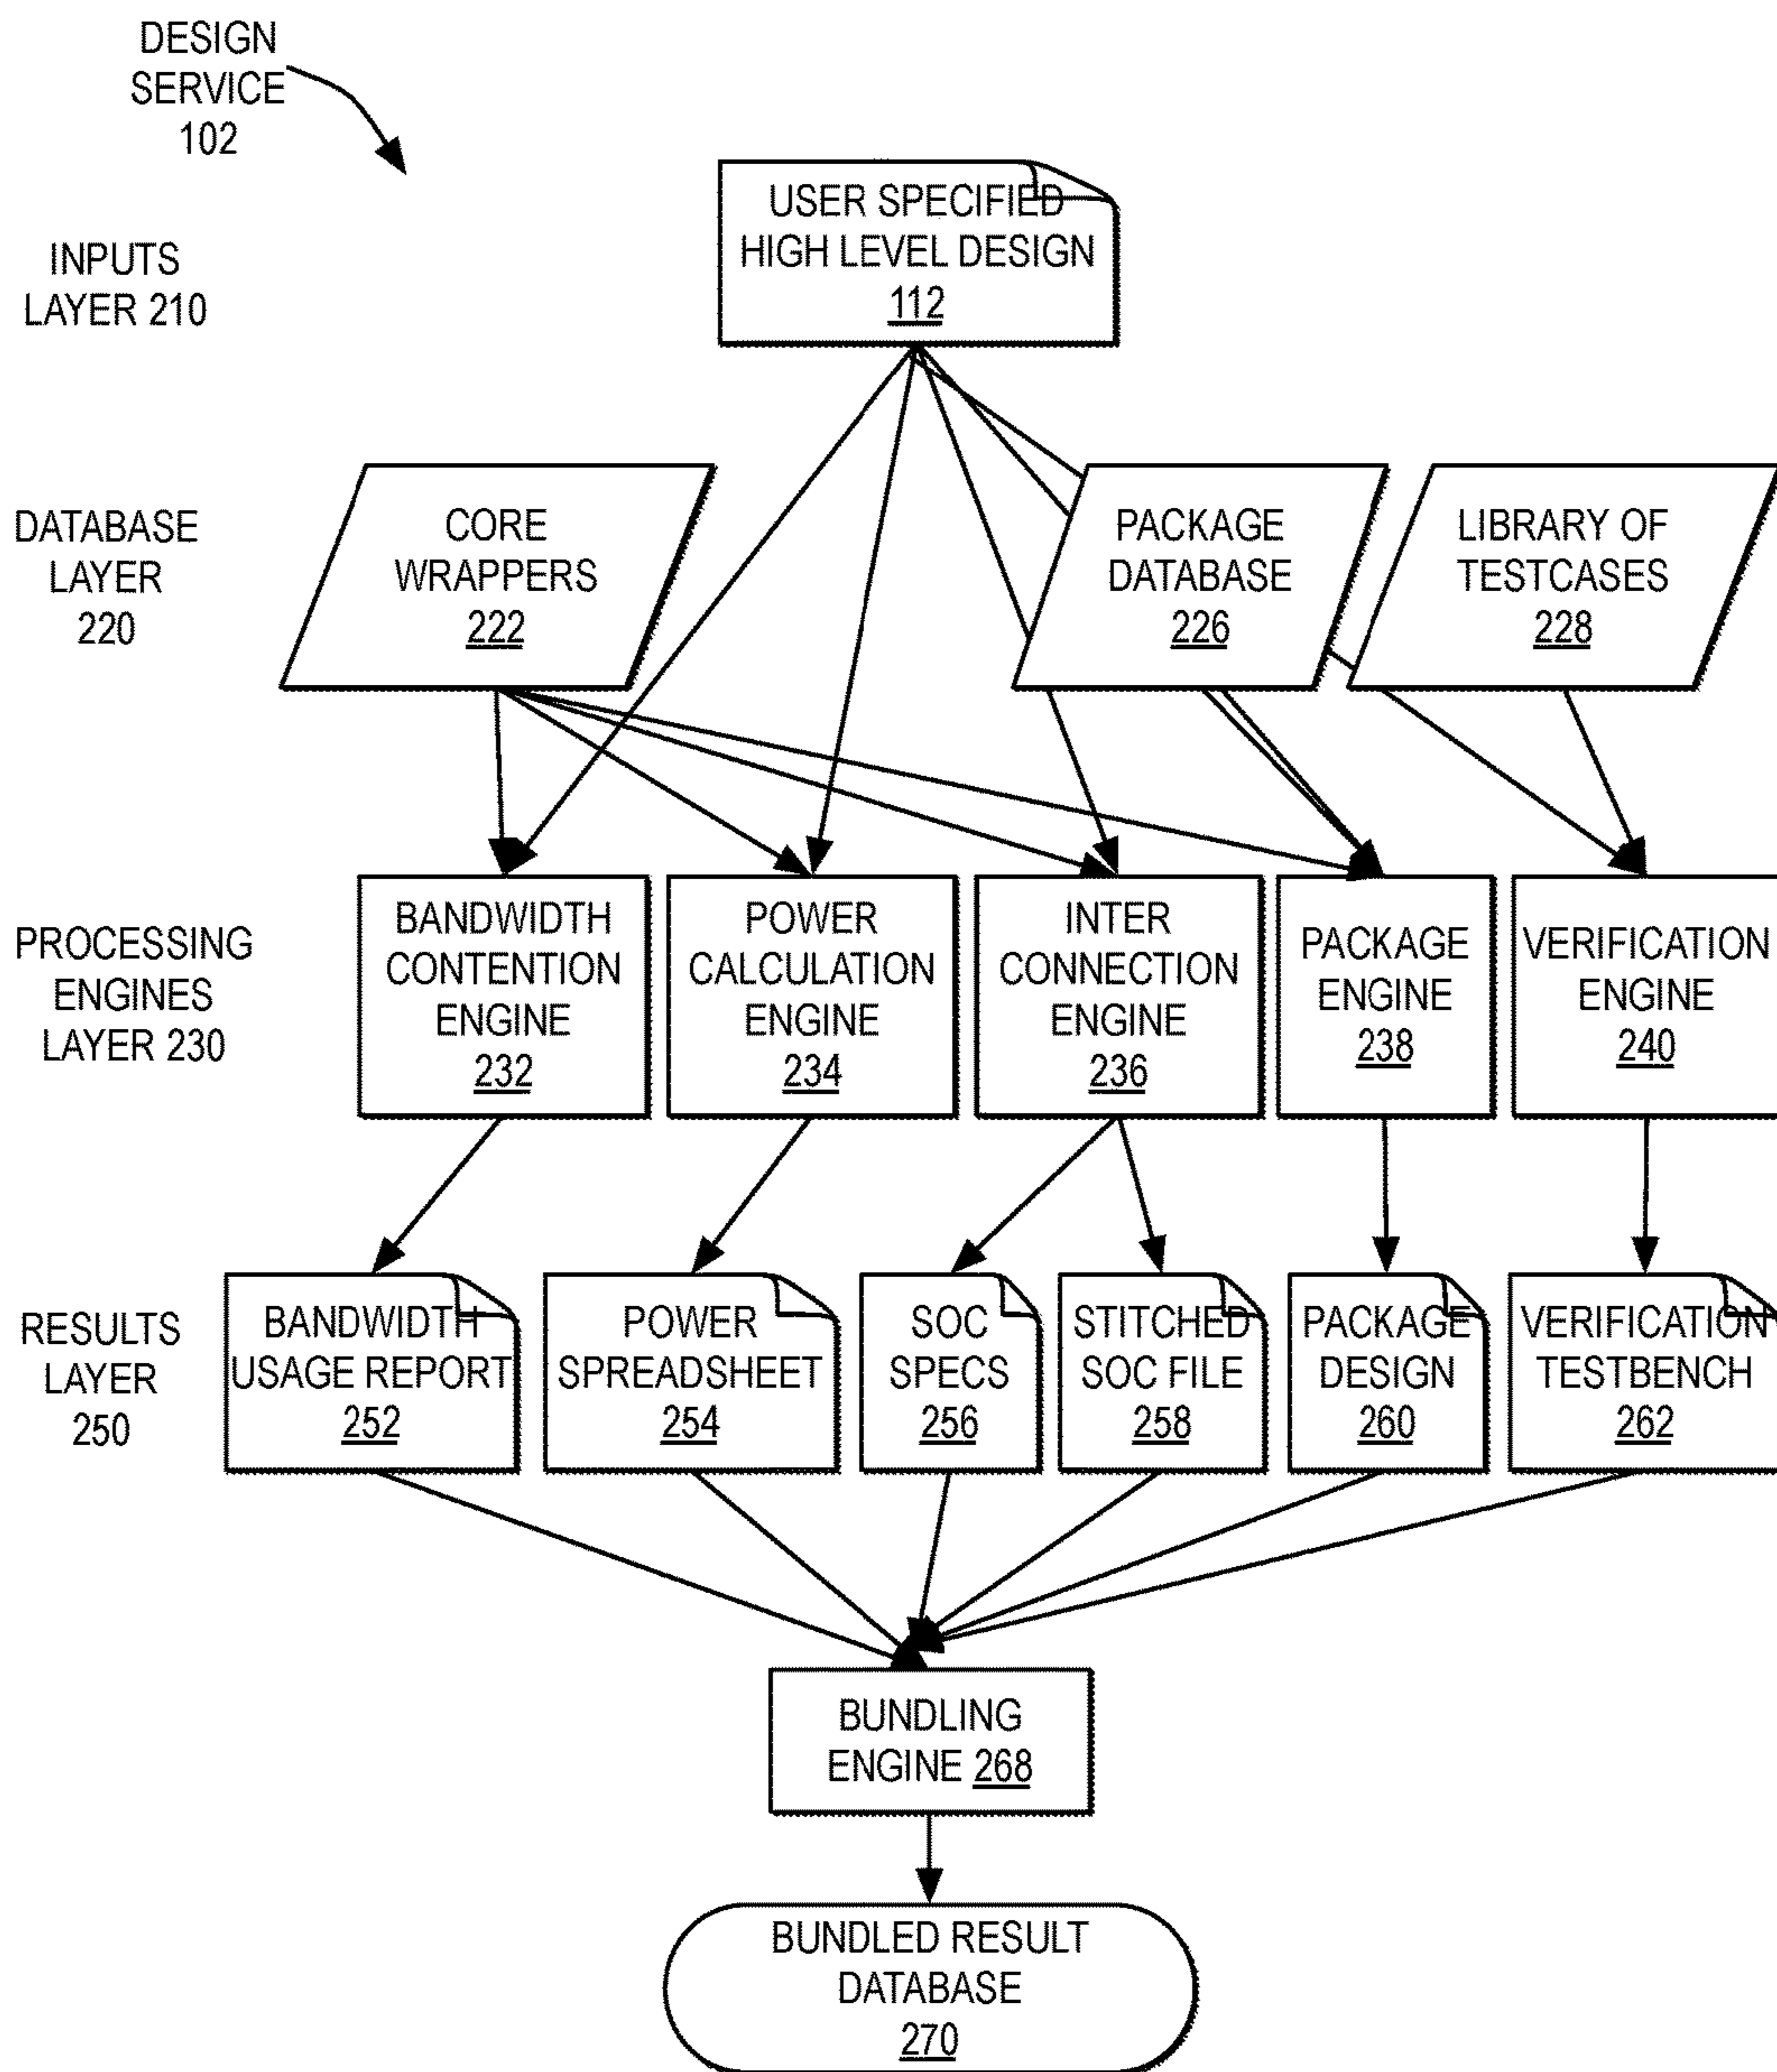 DESIGN
SERVICE
102
USER SPECIFIED
HIGH LEVEL DESIGN
112
INPUTS
LAYER 210
DATABASE
LAYER
220
CORE
WRAPPERS
222
PACKAGE
DATABASE
226
LIBRARY OF
TESTCASES
228
PROCESSING
ENGINES
LAYER 230
BANDWIDTH
CONTENTION
ENGINE
232
POWER
CALCULATION
ENGINE
234
INTER
CONNECTION
ENGINE
236
PACKAGE
ENGINE
238
VERIFICATION
ENGINE
240
RESULTS
LAYER
250
BANDWIDTH
USAGE REPORT
252
POWER
SPREADSHEET
254
SOC
SPECS
256
STITCHED
SOC FILE
258
PACKAGE
DESIGN
260
VERIFICATION
TESTBENCH
262
BUNDLING
ENGINE 268
BUNDLED RESULT
DATABASE
270